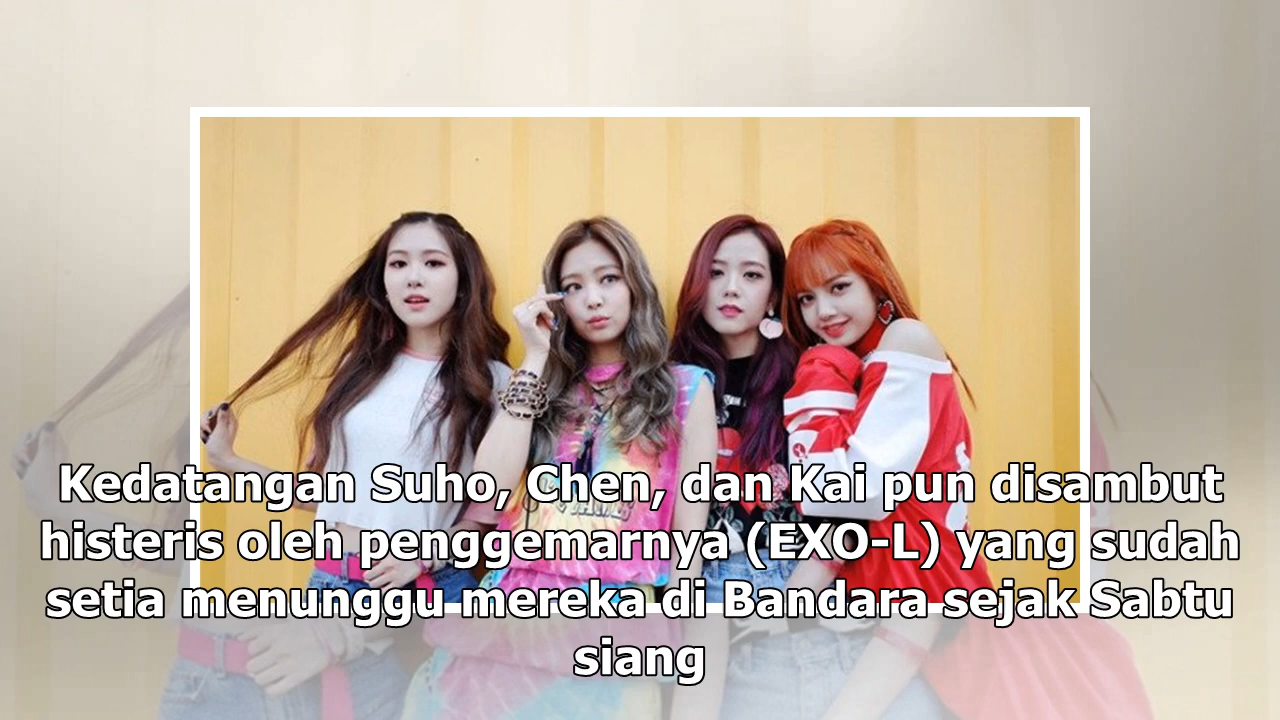 Kedatangan Suho, Chen, dan Kai pun disambut
histeris oleh penggemarnya (EXO-L) yang sudah
setia menunggu mereka di Bandara sejak Sabtu
siang